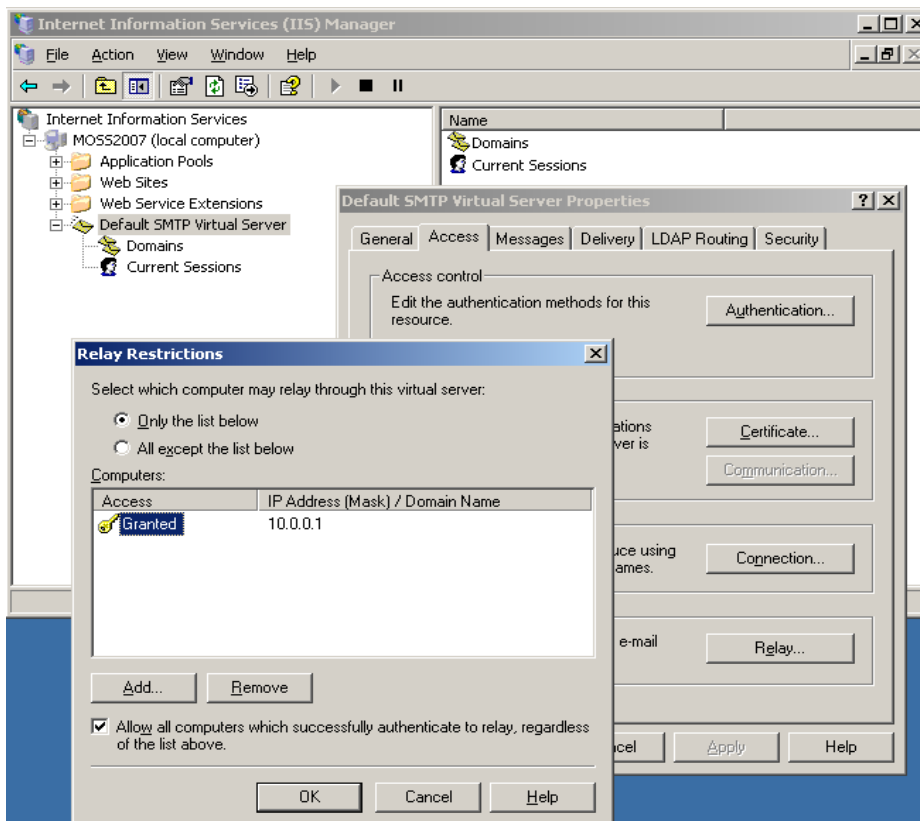 Internet Information Services (IIS) Manager
File Action View Window Help
Internet Information Services
MOSS2007 (local computer)
Application Pools
Web Sites
Web Service Extensions
Default SMTP Virtual Server
Domains
Current Sessions
Name
Domains
Current Sessions
Default SMTP Virtual Server Properties
General Access Messages Delivery LDAP Routing Security
Access control
Edit the authentication methods for this
resource.
Authentication...
ations
ver is
Certificate...
Communication...
uce using
ames.
Connection...
e-mail
Relay...
cel Apply Help
Relay Restrictions
Select which computer may relay through this virtual server:
Only the list below
All except the list below
Computers:
Access IP Address (Mask) / Domain Name
Granted 10.0.0.1
Add... Remove
Allow all computers which successfully authenticate to relay, regardless
of the list above.
OK Cancel Help